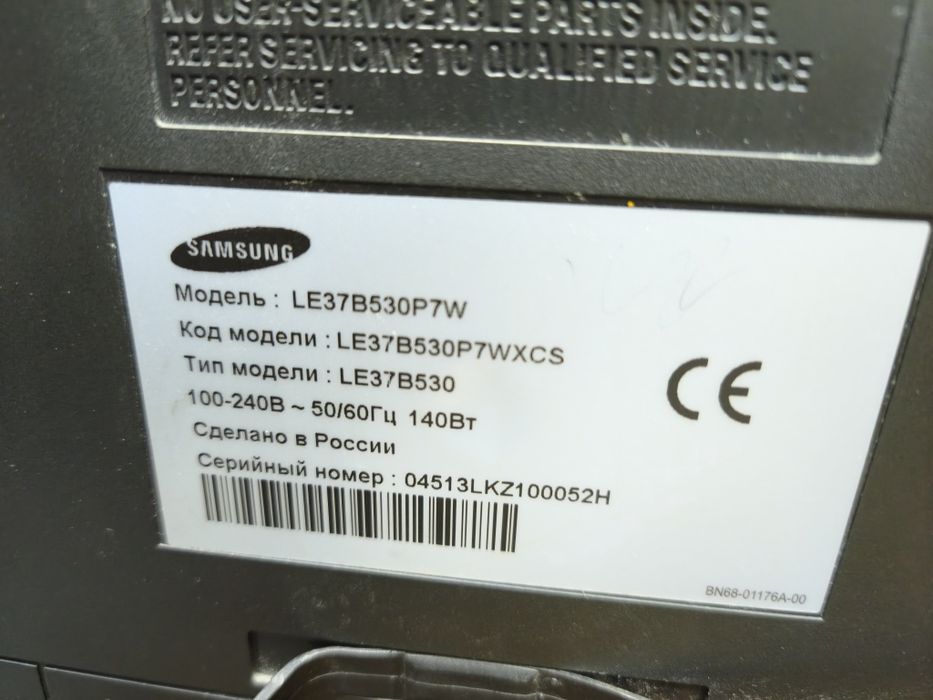 NO USER-SERVICEABLE PARTS INSIDE.
REFER SERVICING TO QUALIFIED SERVICE
PERSONNEL.
SAMSUNG
Модель : LE37B530P7W
Код модели : LE37B530P7WXCS
Тип модели : LE37B530
100-240В ~ 50/60Гц 140Вт
Сделано в России
Серийный номер : 04513LKZ100052H
CE
BN68-01176A-00